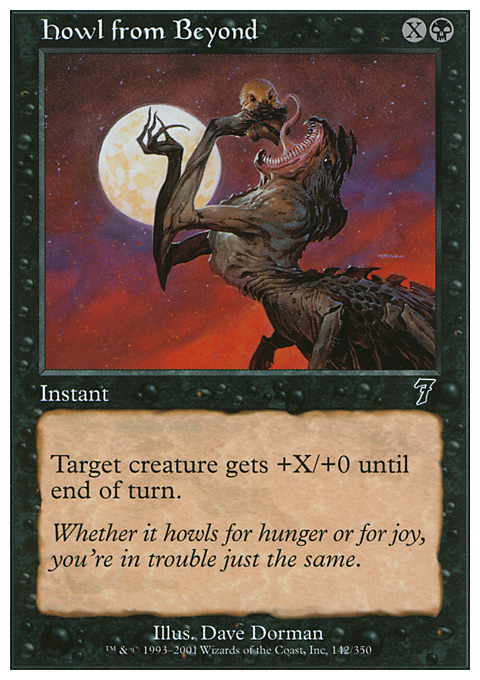 Howl from Beyond
X
Instant
7
Target creature gets +X/+0 until
end of turn.
Whether it howls for hunger or for joy,
you're in trouble just the same.
Illus. Dave Dorman
™ & © 1993–2001 Wizards of the Coast, Inc. 142/350